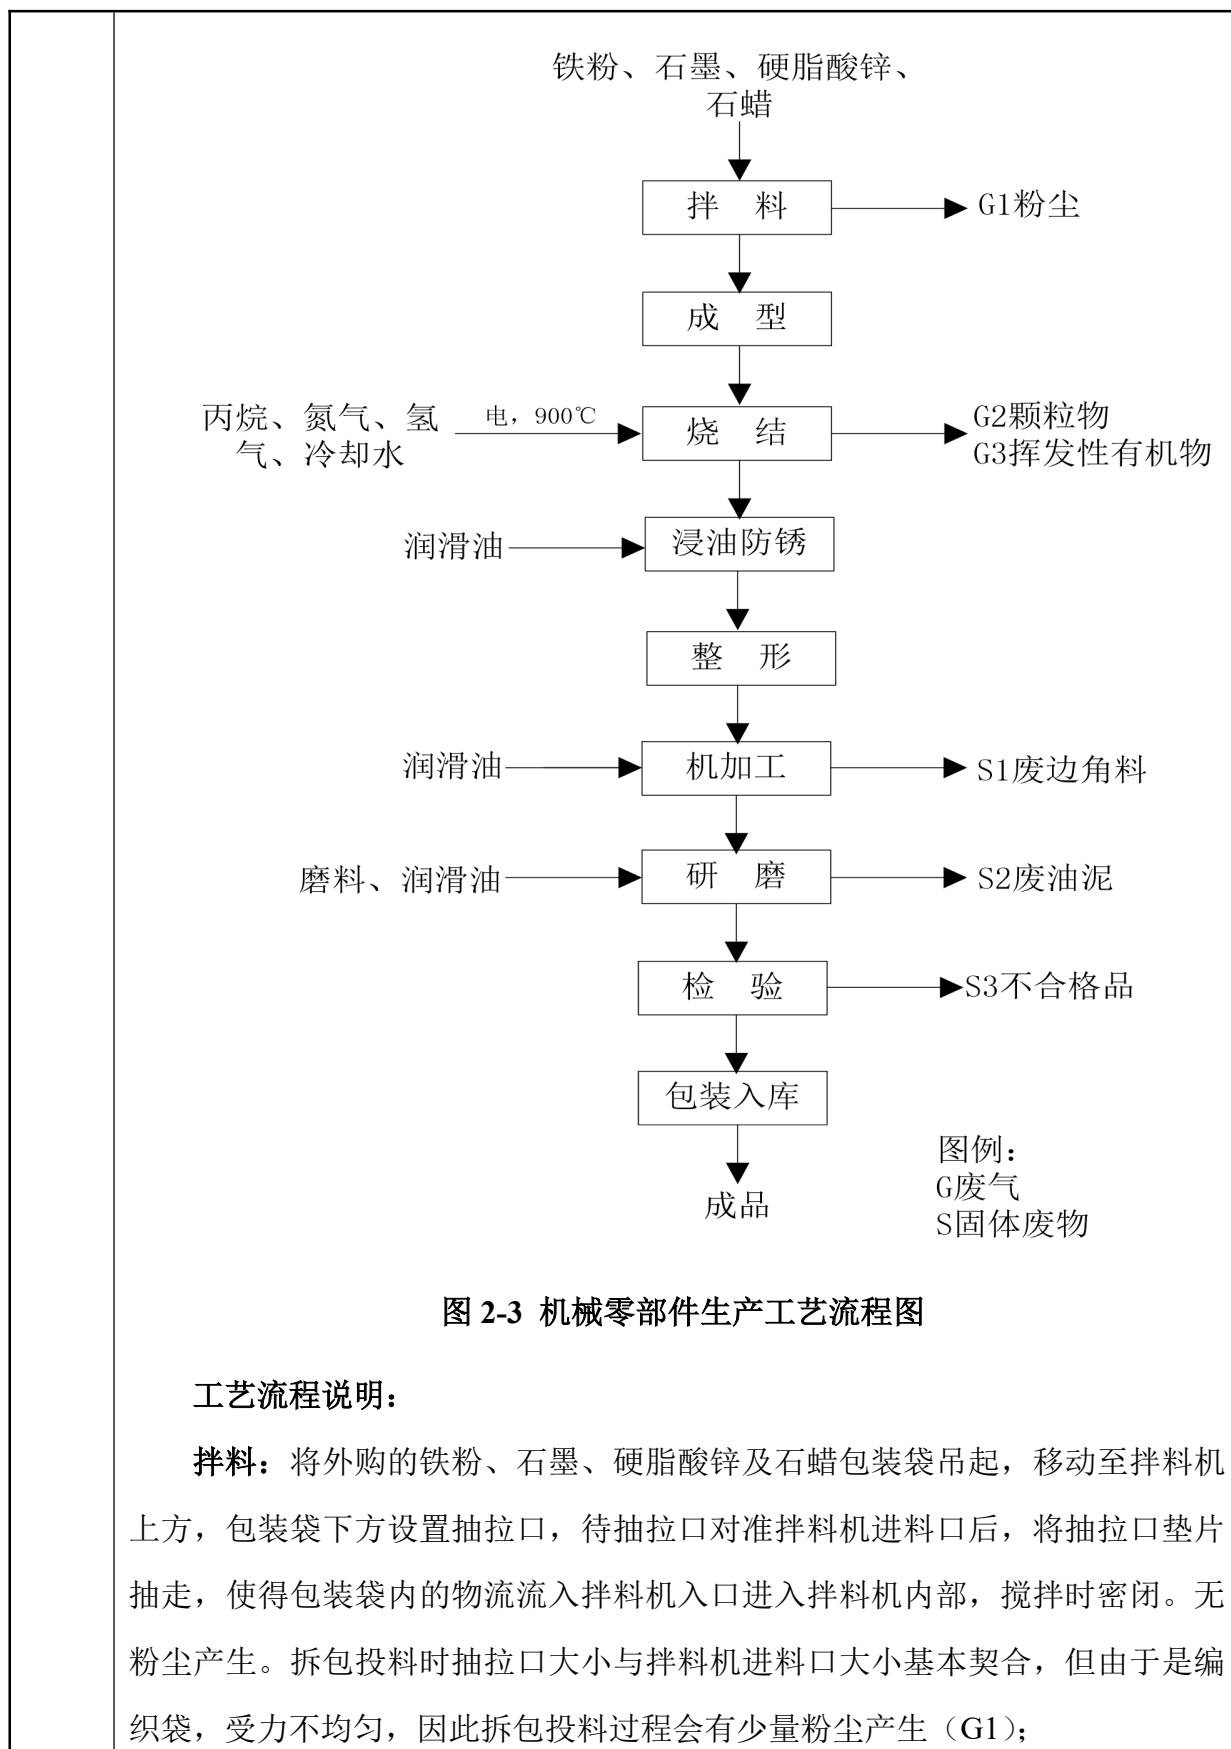 铁粉、石墨、硬脂酸锌、
石蜡
拌 料
G1粉尘
成 型
丙烷、氮气、氢
气、冷却水
电，900℃
烧 结
G2颗粒物
G3挥发性有机物
润滑油
浸油防锈
整 形
润滑油
机加工
S1废边角料
磨料、润滑油
研 磨
S2废油泥
检 验
S3不合格品
包装入库
成品
图例：
G废气
S固体废物
图 2-3 机械零部件生产工艺流程图
工艺流程说明：
拌料：将外购的铁粉、石墨、硬脂酸锌及石蜡包装袋吊起，移动至拌料机
上方，包装袋下方设置抽拉口，待抽拉口对准拌料机进料口后，将抽拉口垫片
抽走，使得包装袋内的物流流入拌料机入口进入拌料机内部，搅拌时密闭。无
粉尘产生。拆包投料时抽拉口大小与拌料机进料口大小基本契合，但由于是编
织袋，受力不均匀，因此拆包投料过程会有少量粉尘产生（G1）；